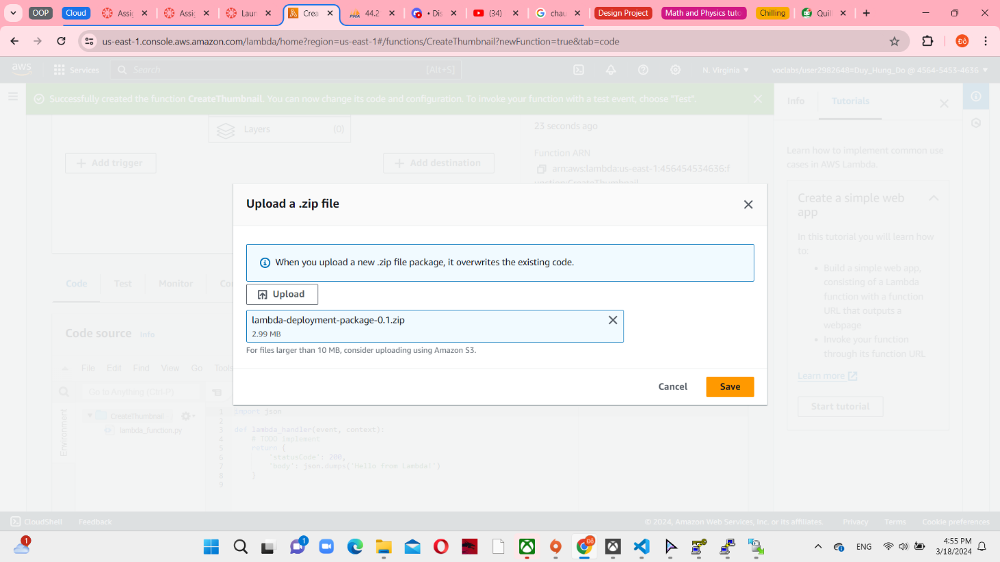 OOP
Cloud
Assig
Assig
Laun
Crea
PMA 44.2
• Dis
(34)
chau
Design Project
Math and Physics tuto
Chilling
Quill
us-east-1.console.aws.amazon.com/lambda/home?region=us-east-1#/functions/CreateThumbnail?newFunction=true&tab=code
Đỗ
aws
Services
Search
[Alt+S]
N. Virginia
voclabs/user2982648=Duy_Hung_Do @ 4564-5453-4636
Successfully created the function CreateThumbnail. You can now change its code and configuration. To invoke your function with a test event, choose "Test".
Info
Tutorials
Layers
(0)
23 seconds ago
Add trigger
Add destination
Function ARN
arn:aws:lambda:us-east-1:456454534636:f
unction:CreateThumbnail
Learn how to implement common use
cases in AWS Lambda.
Create a simple web
app
In this tutorial you will learn how
to:
• Build a simple web app,
consisting of a Lambda
function with a function
URL that outputs a
webpage
• Invoke your function
through its function URL
Learn more
Start tutorial
Upload a .zip file
When you upload a new .zip file package, it overwrites the existing code.
Upload
lambda-deployment-package-0.1.zip
2.99 MB
For files larger than 10 MB, consider uploading using Amazon S3.
Cancel
Save
Code
Test
Monitor
Co
Code source
Info
File
Edit
Find
View
Go
Tools
Go to Anything (Ctrl-P)
Environment
CreateThumbnail
lambda_function.py
1 import json
2
3 def lambda_handler(event, context):
4 # TODO implement
5 return {
6 'statusCode': 200,
7 'body': json.dumps('Hello from Lambda!')
8 }
9
CloudShell
Feedback
© 2024, Amazon Web Services, Inc. or its affiliates.
Privacy
Terms
Cookie preferences
1
1
Đỗ
ENG
4:55 PM
3/18/2024